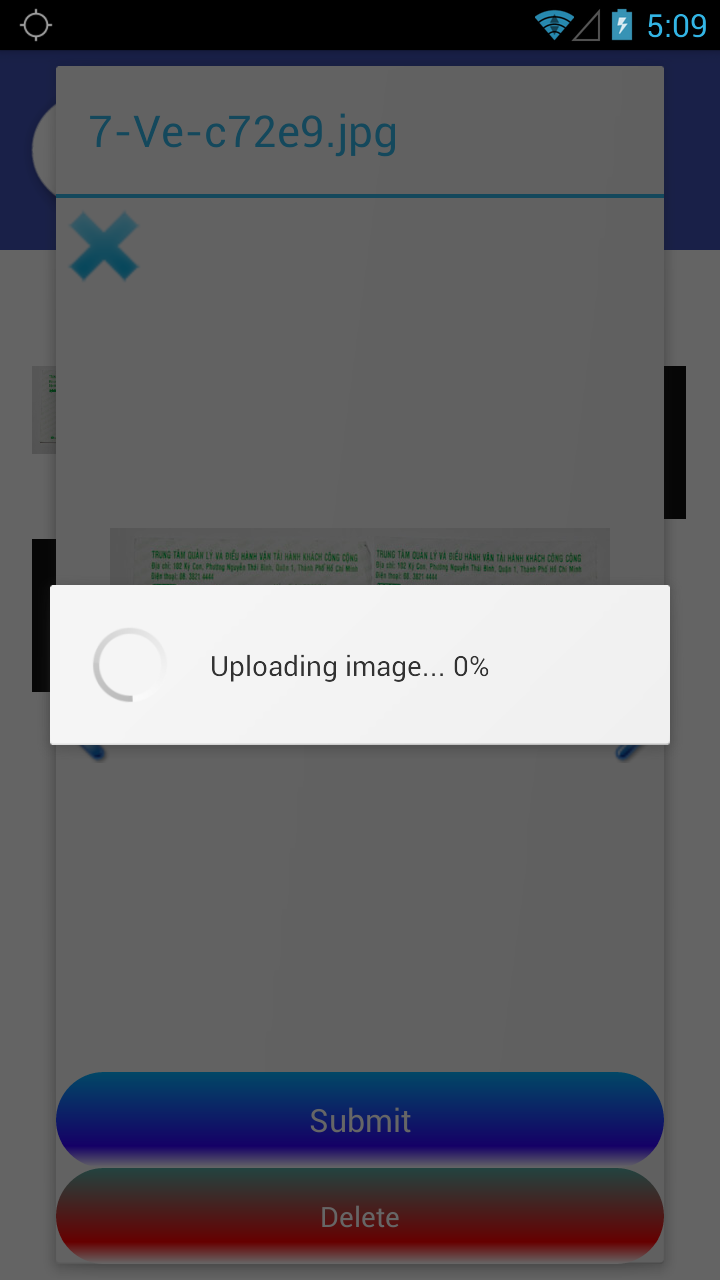 5:09
7-Ve-c72e9.jpg
TRUNG TÂM QUẢN LÝ VÀ ĐIỀU HÀNH VẬN TẢI HÀNH KHÁCH CÔNG CỘNG
Địa chỉ: 102 Ký Con, Phường Nguyễn Thái Bình, Quận 1, Thành Phố Hồ Chí Minh
Điện thoại: 08. 3821 4444
TRUNG TÂM QUẢN LÝ VÀ ĐIỀU HÀNH VẬN TẢI HÀNH KHÁCH CÔNG CỘNG
Địa chỉ: 102 Ký Con, Phường Nguyễn Thái Bình, Quận 1, Thành Phố Hồ Chí Minh
Điện thoại: 08. 3821 4444
Uploading image... 0%
Submit
Delete